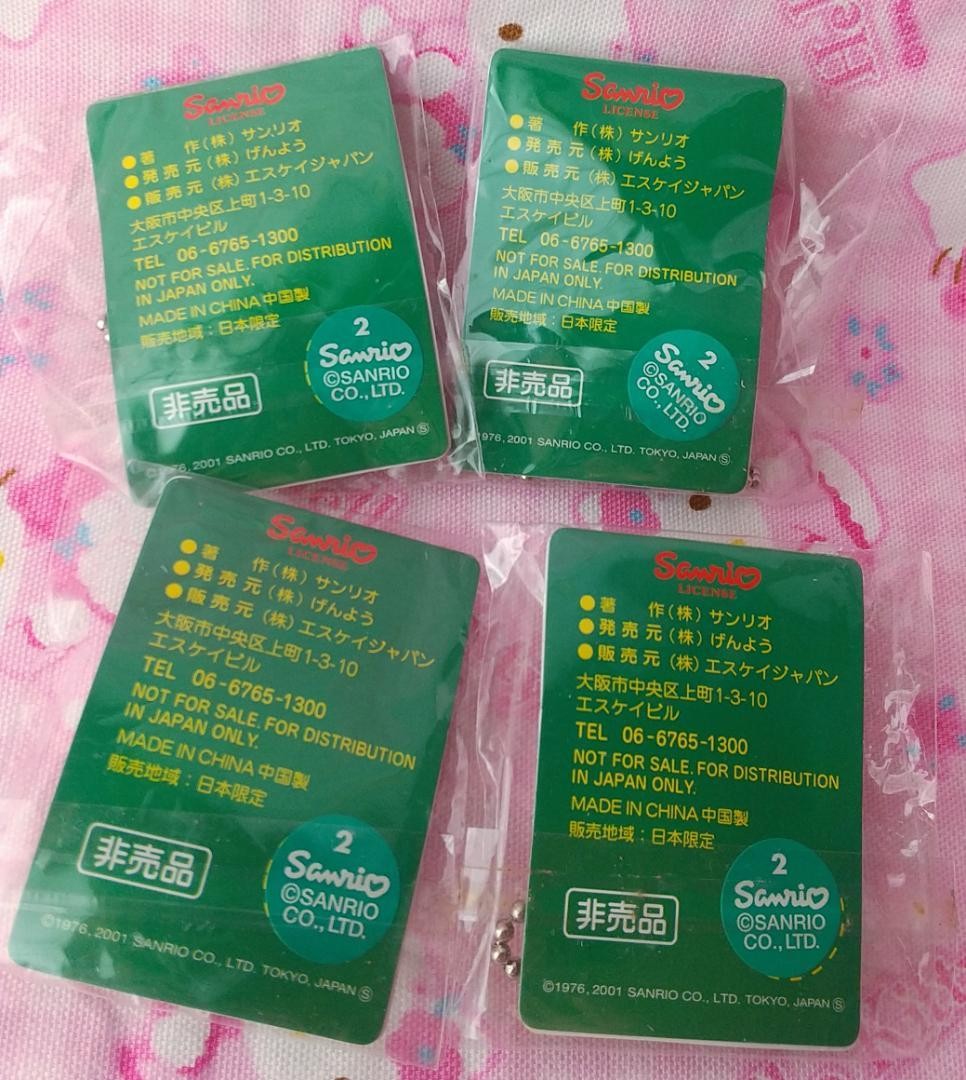 Sanrio
LICENSE
●著 作(株)サンリオ
●発売元(株)げんよう
●販売元(株)エスケイジャパン
大阪市中央区上町1-3-10
エスケイビル
TEL 06-6765-1300
NOT FOR SALE. FOR DISTRIBUTION
IN JAPAN ONLY.
MADE IN CHINA 中国製
販売地域：日本限定
2
Sanrio
©SANRIO
CO., LTD.
非売品
©1976, 2001 SANRIO CO., LTD. TOKYO, JAPAN Ⓢ
Sanrio
LICENSE
●著 作(株)サンリオ
●発売元(株)げんよう
●販売元(株)エスケイジャパン
大阪市中央区上町1-3-10
エスケイビル
TEL 06-6765-1300
NOT FOR SALE. FOR DISTRIBUTION
IN JAPAN ONLY.
MADE IN CHINA 中国製
販売地域：日本限定
2
Sanrio
©SANRIO
CO., LTD.
非売品
1976, 2001 SANRIO CO., LTD. TOKYO, JAPAN Ⓢ
Sanrio
LICENSE
●著 作(株)サンリオ
●発売元(株)げんよう
●販売元(株)エスケイジャパン
大阪市中央区上町1-3-10
エスケイビル
TEL 06-6765-1300
NOT FOR SALE. FOR DISTRIBUTION
IN JAPAN ONLY.
MADE IN CHINA 中国製
販売地域：日本限定
2
Sanrio
©SANRIO
CO., LTD.
非売品
©1976, 2001 SANRIO CO., LTD. TOKYO, JAPAN Ⓢ
Sanrio
LICENSE
●著 作(株)サンリオ
●発売元(株)げんよう
●販売元(株)エスケイジャパン
大阪市中央区上町1-3-10
エスケイビル
TEL 06-6765-1300
NOT FOR SALE. FOR DISTRIBUTION
IN JAPAN ONLY.
MADE IN CHINA 中国製
販売地域：日本限定
2
Sanrio
©SANRIO
CO., LTD.
非売品
©1976, 2001 SANRIO CO., LTD. TOKYO, JAPAN Ⓢ